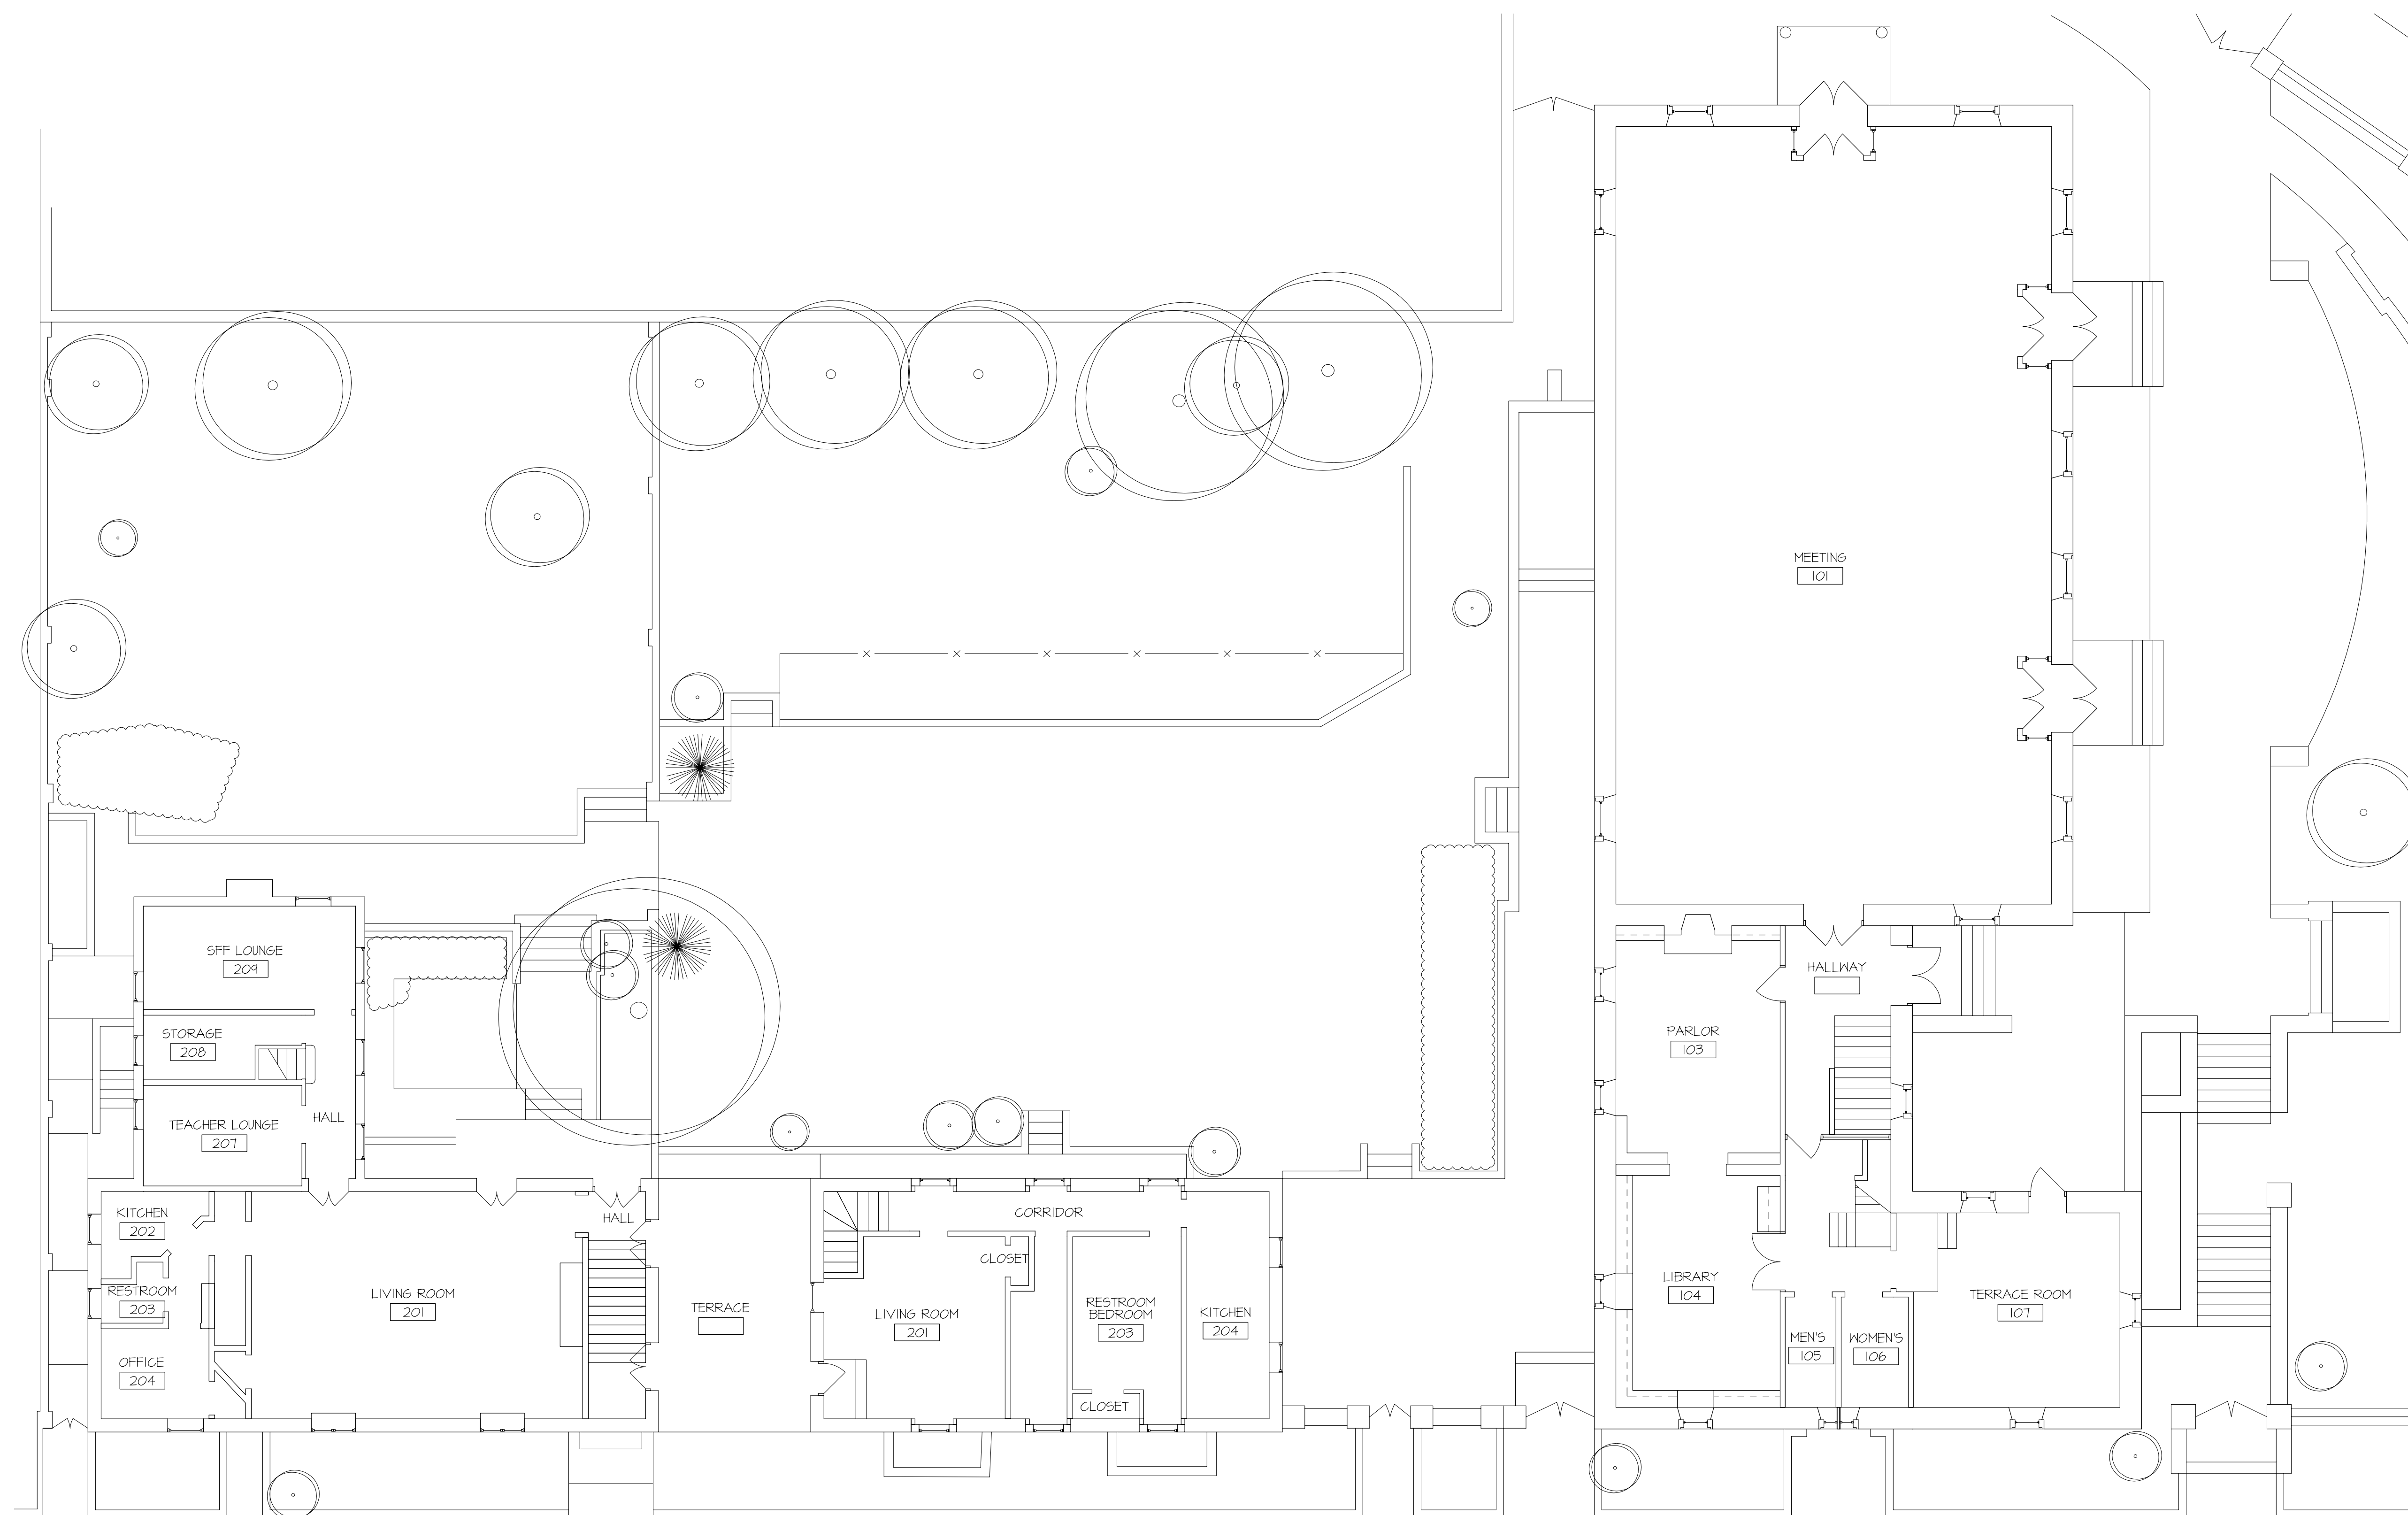 MEETING
101
SFF LOUNGE
209
HALLWAY
STORAGE
208
PARLOR
103
TEACHER LOUNGE
207
HALL
KITCHEN
202
HALL
CORRIDOR
CLOSET
RESTROOM
203
LIVING ROOM
201
TERRACE
LIVING ROOM
201
RESTROOM
BEDROOM
203
KITCHEN
204
LIBRARY
104
TERRACE ROOM
107
OFFICE
204
MEN'S
105
WOMEN'S
106
CLOSET